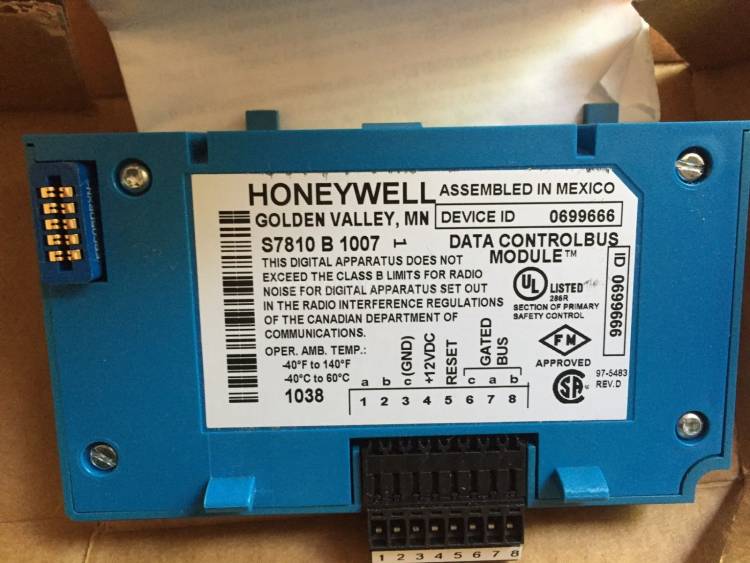 HONEYWELL
GOLDEN VALLEY, MN
ASSEMBLED IN MEXICO
DEVICE ID 0699666
S7810 B 1007 1
DATA CONTROLBUS
MODULE™
THIS DIGITAL APPARATUS DOES NOT
EXCEED THE CLASS B LIMITS FOR RADIO
NOISE FOR DIGITAL APPARATUS SET OUT
IN THE RADIO INTERFERENCE REGULATIONS
OF THE CANADIAN DEPARTMENT OF
COMMUNICATIONS.
UL
LISTED
286R
SECTION OF PRIMARY
SAFETY CONTROL
ID 0699666
FM
APPROVED
SA
97-5483
REV.D
OPER. AMB. TEMP.:
-40°F to 140°F
-40°C to 60°C
1038
(GND)
+12VDC
RESET
GATED
BUS
a b c c a b
1 2 3 4 5 6 7 8
1 2 3 4 5 6 7 8